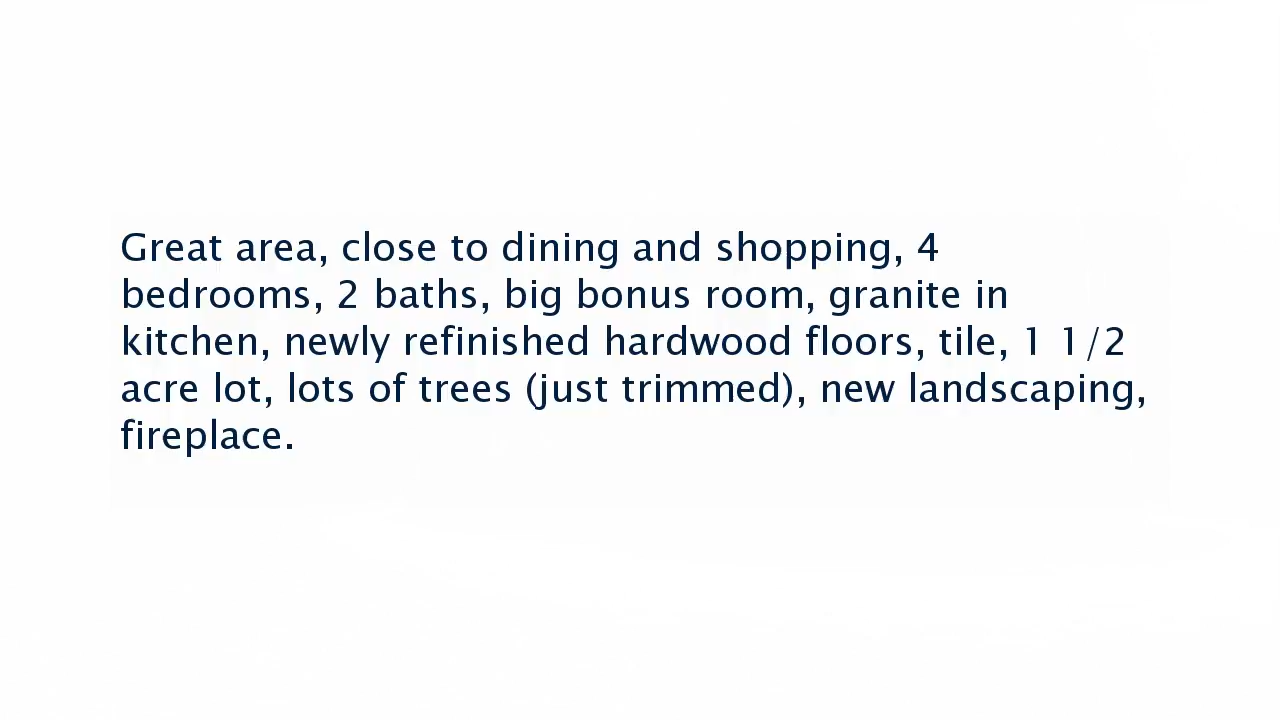 Great area, close to dining and shopping, 4
bedrooms, 2 baths, big bonus room, granite in
kitchen, newly refinished hardwood floors, tile, 1 1/2
acre lot, lots of trees (just trimmed), new landscaping,
fireplace.